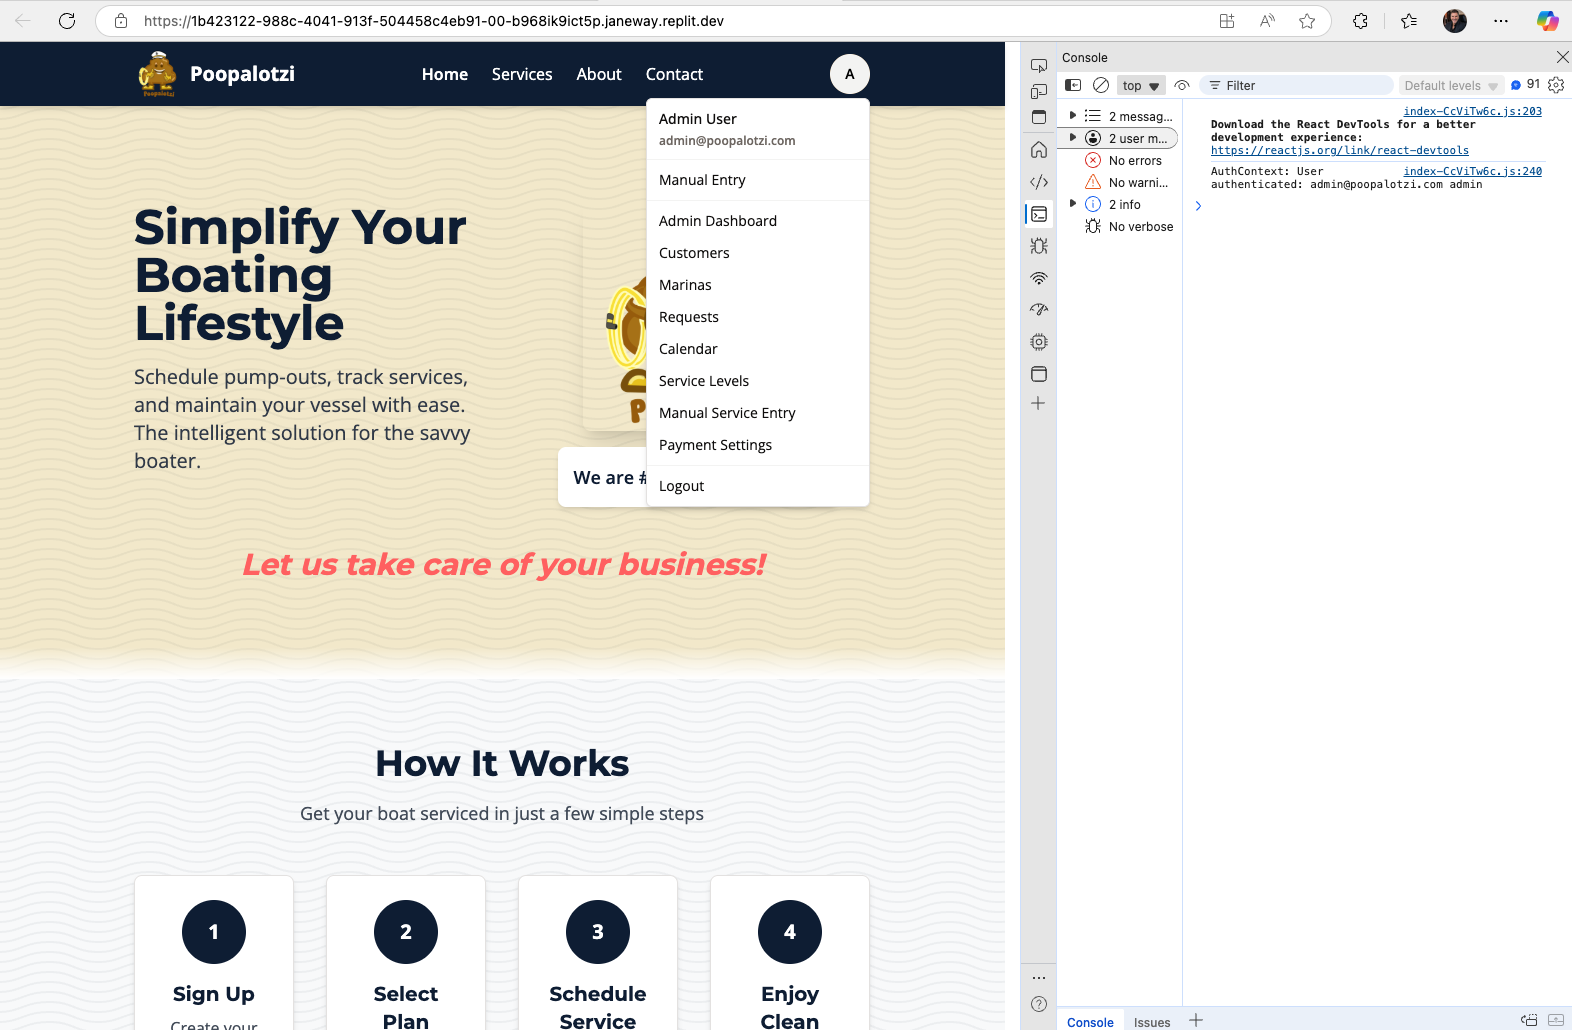 https://1b423122-988c-4041-913f-504458c4eb91-00-b968ik9ict5p.janeway.replit.dev
Poopalotzi
Poopalotzi
Home
Services
About
Contact
A
Admin User
admin@poopalotzi.com
Manual Entry
Admin Dashboard
Customers
Marinas
Requests
Calendar
Service Levels
Manual Service Entry
Payment Settings
Logout
Simplify Your
Boating
Lifestyle
Schedule pump-outs, track services,
and maintain your vessel with ease.
The intelligent solution for the savvy
boater.
P
We are #
Let us take care of your business!
How It Works
Get your boat serviced in just a few simple steps
1
Sign Up
Create your
2
Select
Plan
3
Schedule
Service
4
Enjoy
Clean
Console
top
Filter
Default levels
91
2 messag...
2 user m...
No errors
No warni...
2 info
No verbose
index-CcViTw6c.js:203
Download the React DevTools for a better
development experience:
https://reactjs.org/link/react-devtools
AuthContext: User index-CcViTw6c.js:240
authenticated: admin@poopalotzi.com admin
Console
Issues